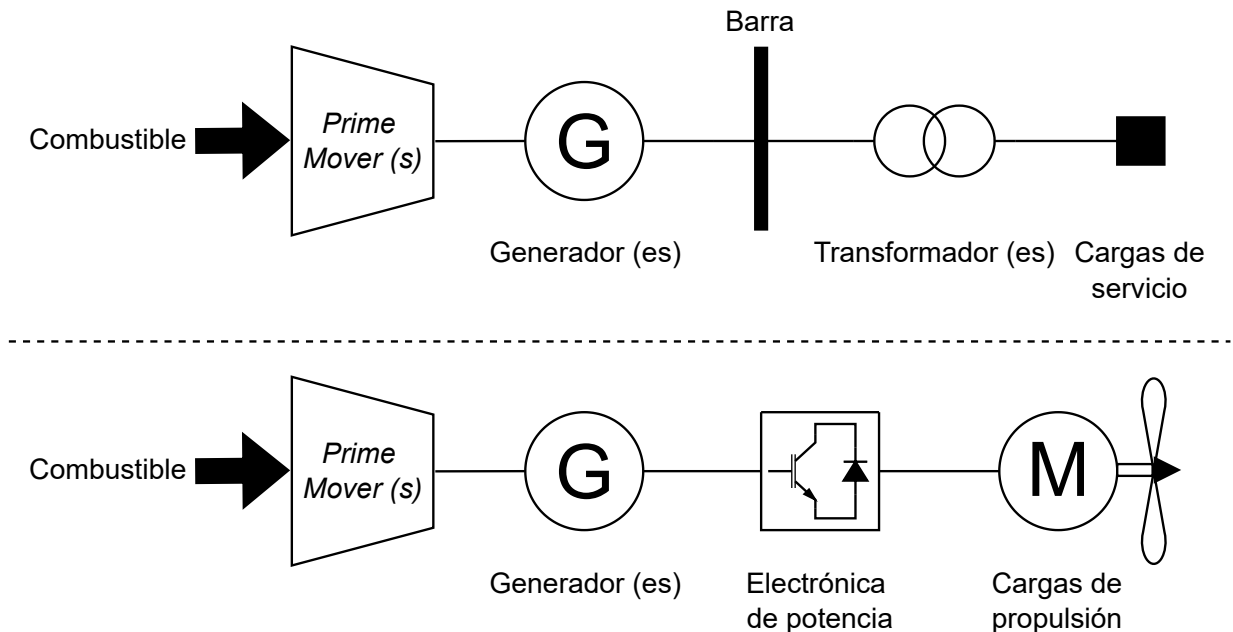 Barra
Combustible
Prime
Mover (s)
G
Generador (es)
Transformador (es)
Cargas de
servicio
Combustible
Prime
Mover (s)
G
M
Generador (es)
Electrónica
de potencia
Cargas de
propulsión